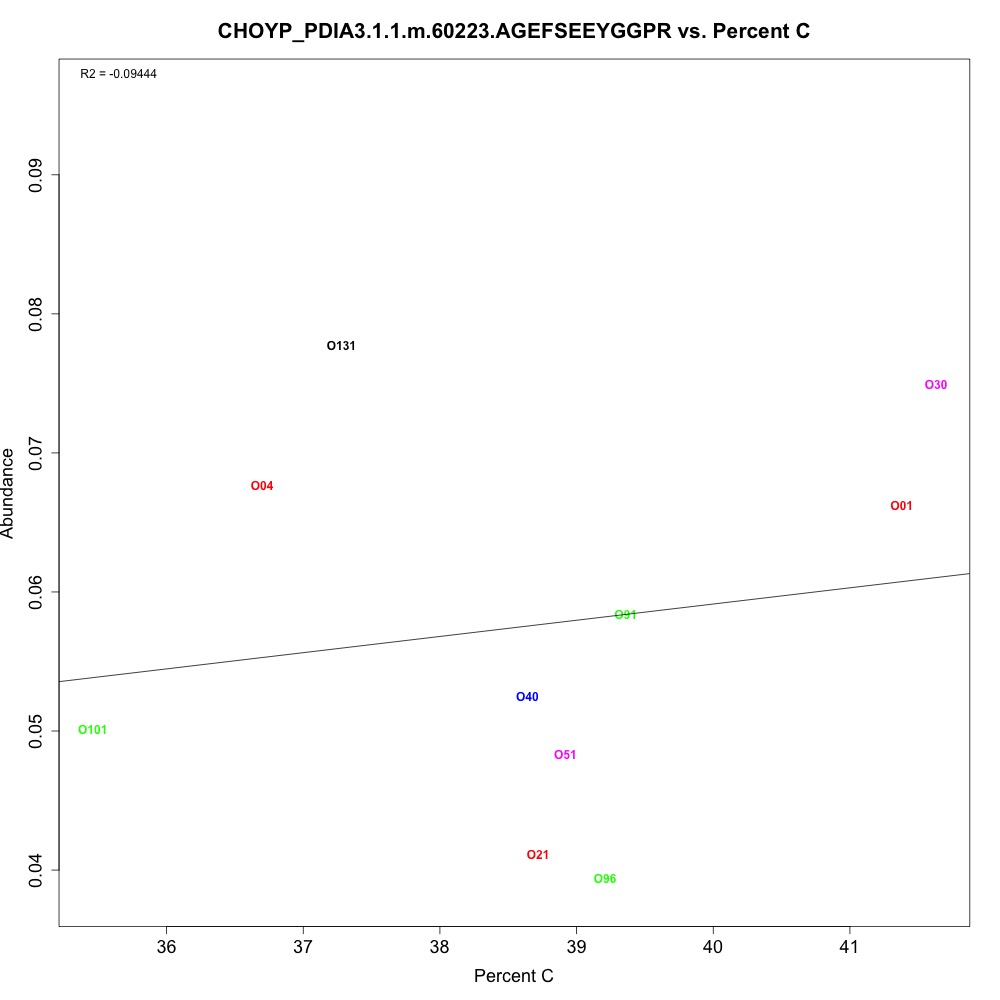 CHOYP_PDIA3.1.1.m.60223.AGEFSEEYGGPR vs. Percent C
R2 = -0.09444
0.09
0.08
O131
O30
0.07
O04
O01
Abundance
0.06
O91
O40
0.05
O101
O51
0.04
O21
O96
36 37 38 39 40 41
Percent C